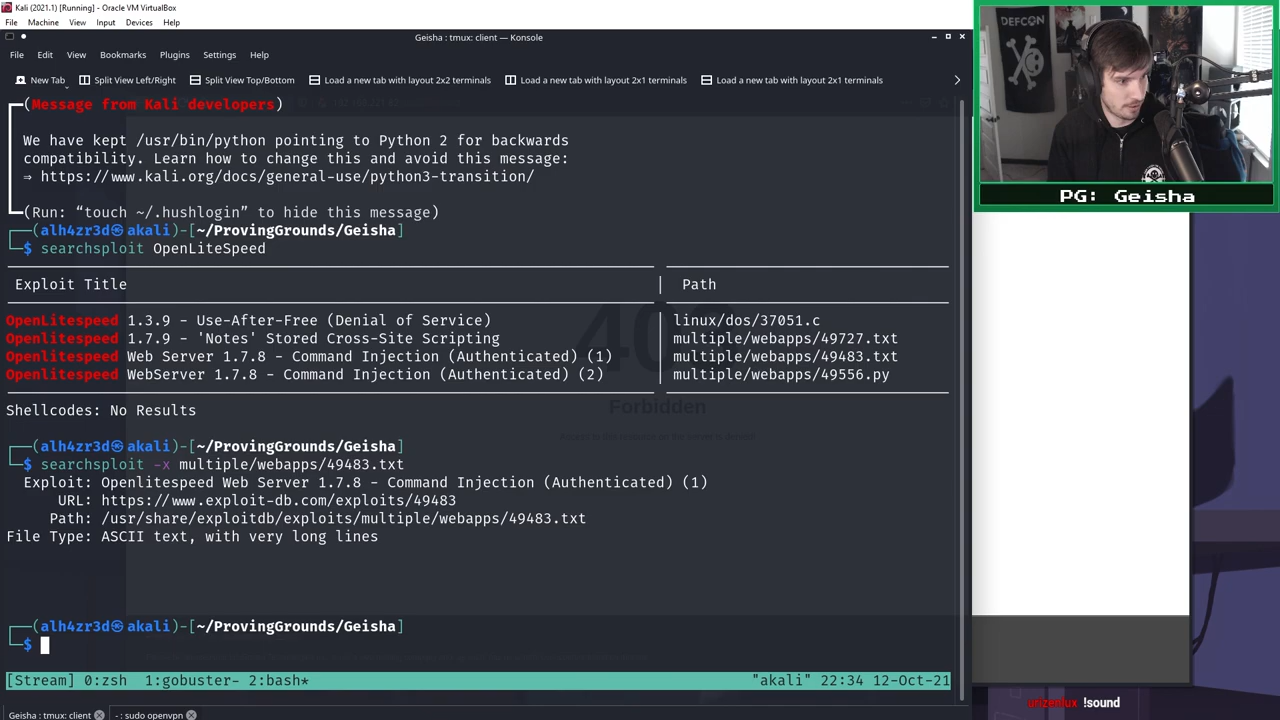 Kali (2021.1) [Running] - Oracle VM VirtualBox
File Machine View Input Devices Help
Geisha : tmux: client — Konsole
File Edit View Bookmarks Plugins Settings Help
New Tab Split View Left/Right Split View Top/Bottom Load a new tab with layout 2x2 terminals Load a new tab with layout 2x1 terminals Load a new tab with layout 2x1 terminals
(Message from Kali developers)
We have kept /usr/bin/python pointing to Python 2 for backwards
compatibility. Learn how to change this and avoid this message:
⇒ https://www.kali.org/docs/general-use/python3-transition/
(Run: “touch ~/.hushlogin” to hide this message)
(alh4zr3d㉿akali)-[~/ProvingGrounds/Geisha]
$ searchsploit OpenLiteSpeed
Exploit Title | Path
OpenLitespeed 1.3.9 - Use-After-Free (Denial of Service) | linux/dos/37051.c
Openlitespeed 1.7.9 - 'Notes' Stored Cross-Site Scripting | multiple/webapps/49727.txt
Openlitespeed Web Server 1.7.8 - Command Injection (Authenticated) (1) | multiple/webapps/49483.txt
Openlitespeed WebServer 1.7.8 - Command Injection (Authenticated) (2) | multiple/webapps/49556.py
Shellcodes: No Results
(alh4zr3d㉿akali)-[~/ProvingGrounds/Geisha]
$ searchsploit -x multiple/webapps/49483.txt
Exploit: Openlitespeed Web Server 1.7.8 - Command Injection (Authenticated) (1)
URL: https://www.exploit-db.com/exploits/49483
Path: /usr/share/exploitdb/exploits/multiple/webapps/49483.txt
File Type: ASCII text, with very long lines
(alh4zr3d㉿akali)-[~/ProvingGrounds/Geisha]
$
[Stream] 0:zsh 1:gobuster- 2:bash* "akali" 22:34 12-Oct-21
Geisha : tmux: client - : sudo openvpn
Forbidden
DEFCON
PG: Geisha
arizenlux !sound